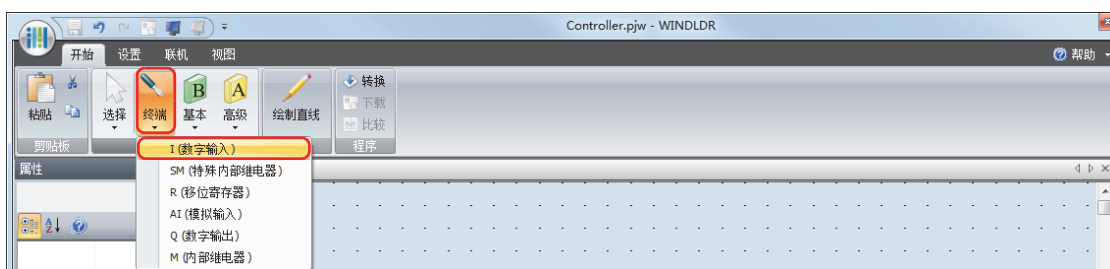 Controller.pjw - WINDLDR
开始 设置 联机 视图 帮助
粘贴 选择 终端 基本 高级 绘制直线 转换
下载
比较
剪贴板 程序
I (数字输入)
属性
SM (特殊内部继电器)
R (移位寄存器)
AI (模拟输入)
Q (数字输出)
M (内部继电器)